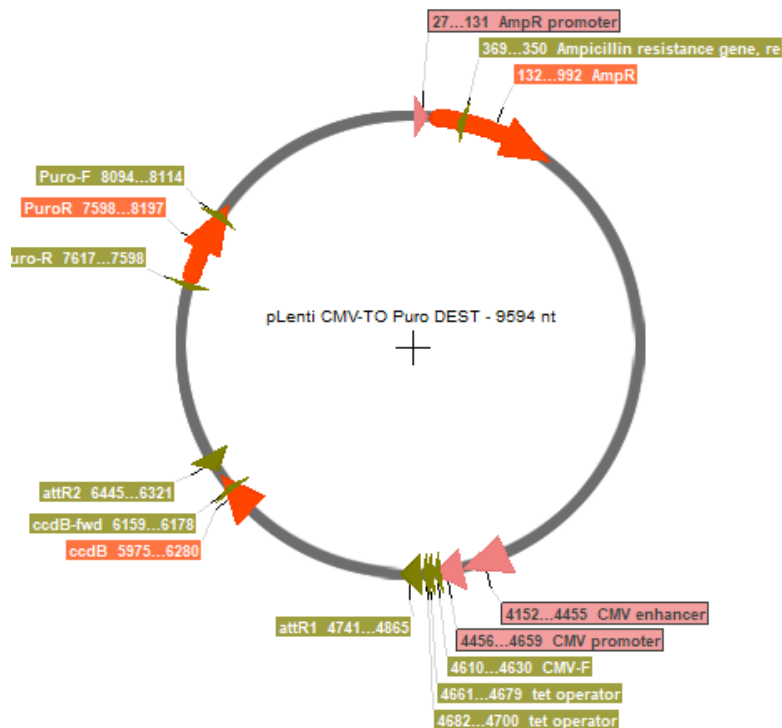 27...131 AmpR promoter
369...350 Ampicillin resistance gene, re
132...992 AmpR
Puro-F 8094...8114
PuroR 7598...8197
uro-R 7617...7598
pLenti CMV-TO Puro DEST - 9594 nt
attR2 6445...6321
ccdB-fwd 6159...6178
ccdB 5975...6280
attR1 4741...4865
4152...4455 CMV enhancer
4456...4659 CMV promoter
4610...4630 CMV-F
4661...4679 tet operator
4682...4700 tet operator